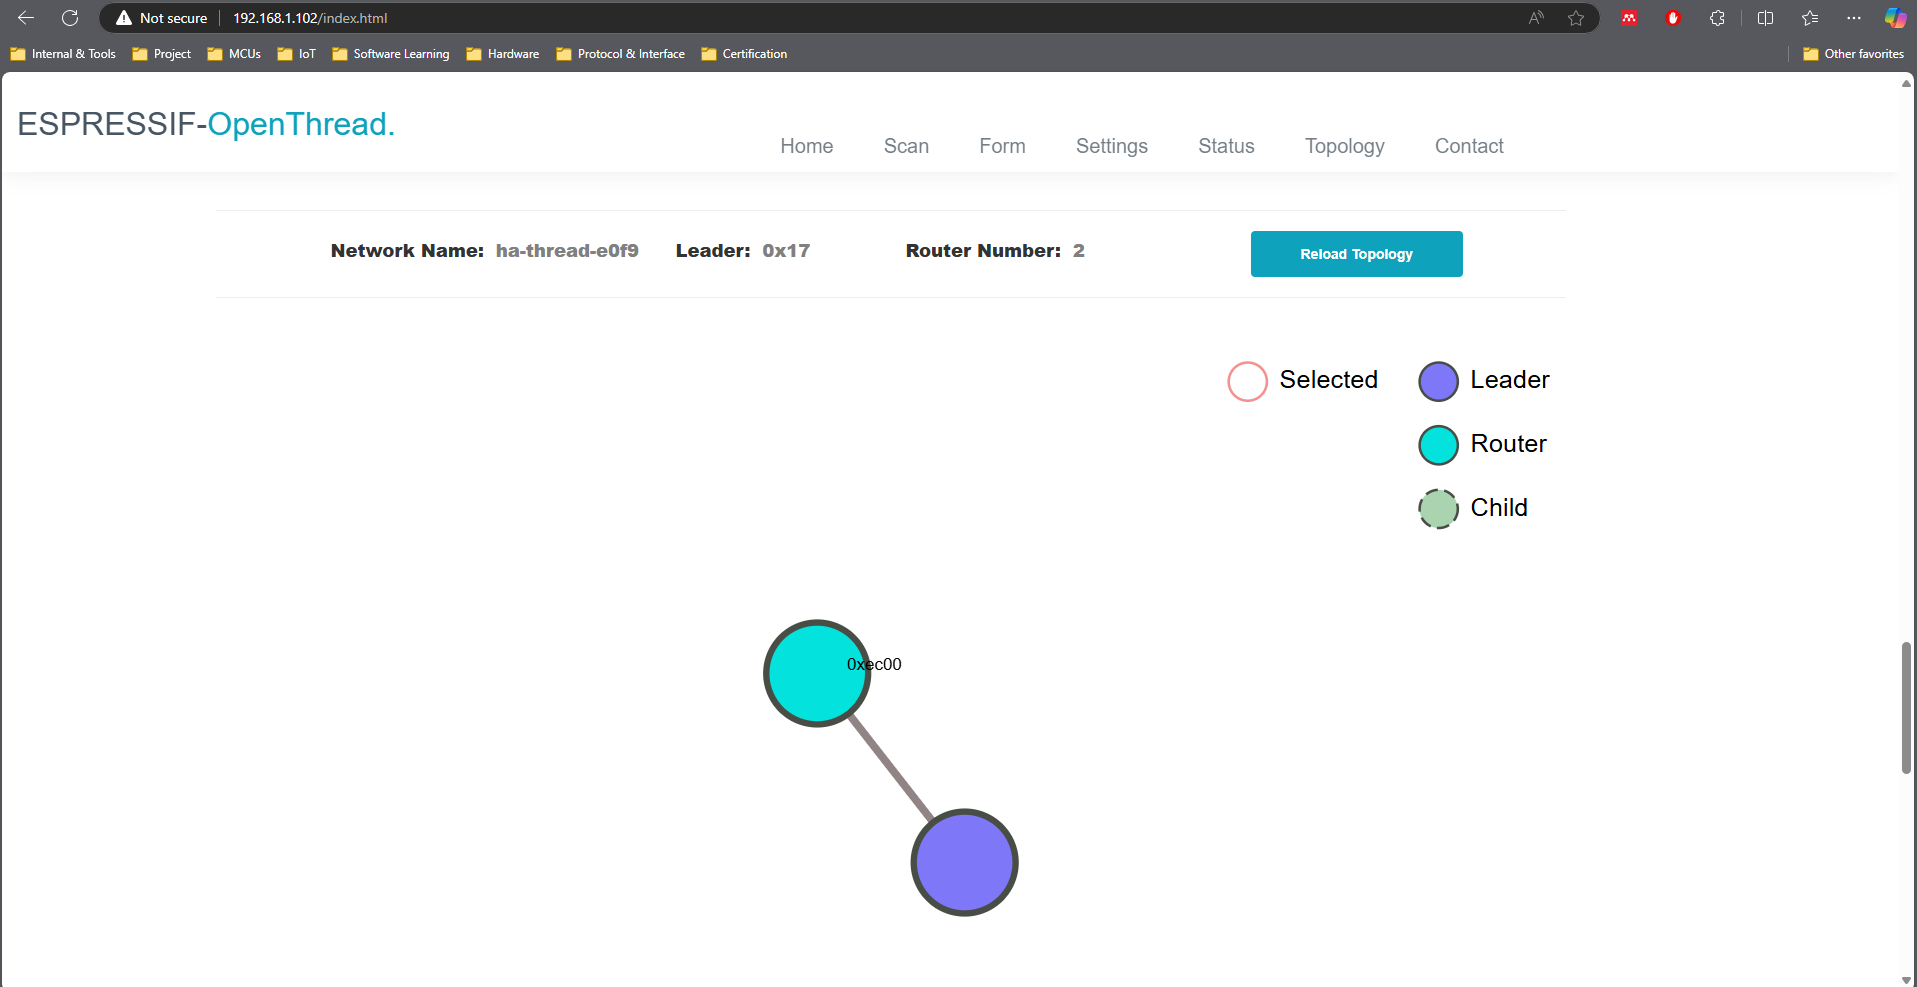 Not secure 192.168.1.102/index.html
Internal & Tools Project MCUs IoT Software Learning Hardware Protocol & Interface Certification Other favorites
ESPRESSIF-OpenThread.
Home Scan Form Settings Status Topology Contact
Network Name: ha-thread-e0f9 Leader: 0x17 Router Number: 2 Reload Topology
Selected Leader
Router
Child
0xec00